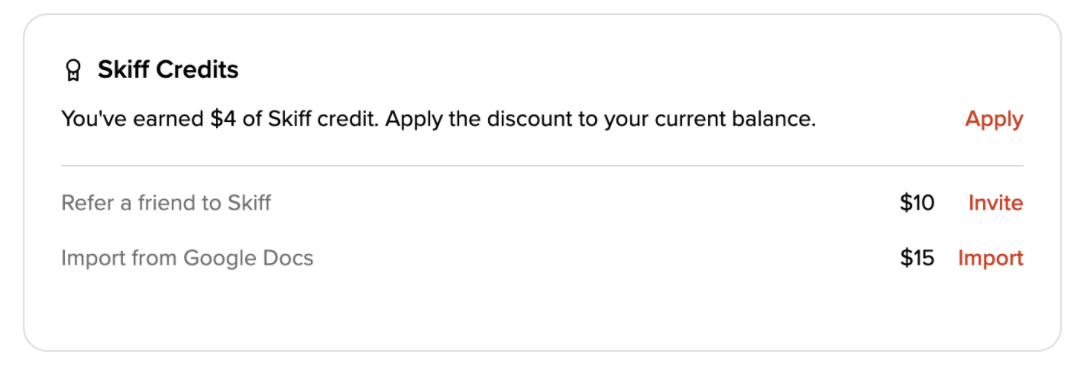 Skiff Credits
You've earned $4 of Skiff credit. Apply the discount to your current balance. Apply
Refer a friend to Skiff $10 Invite
Import from Google Docs $15 Import